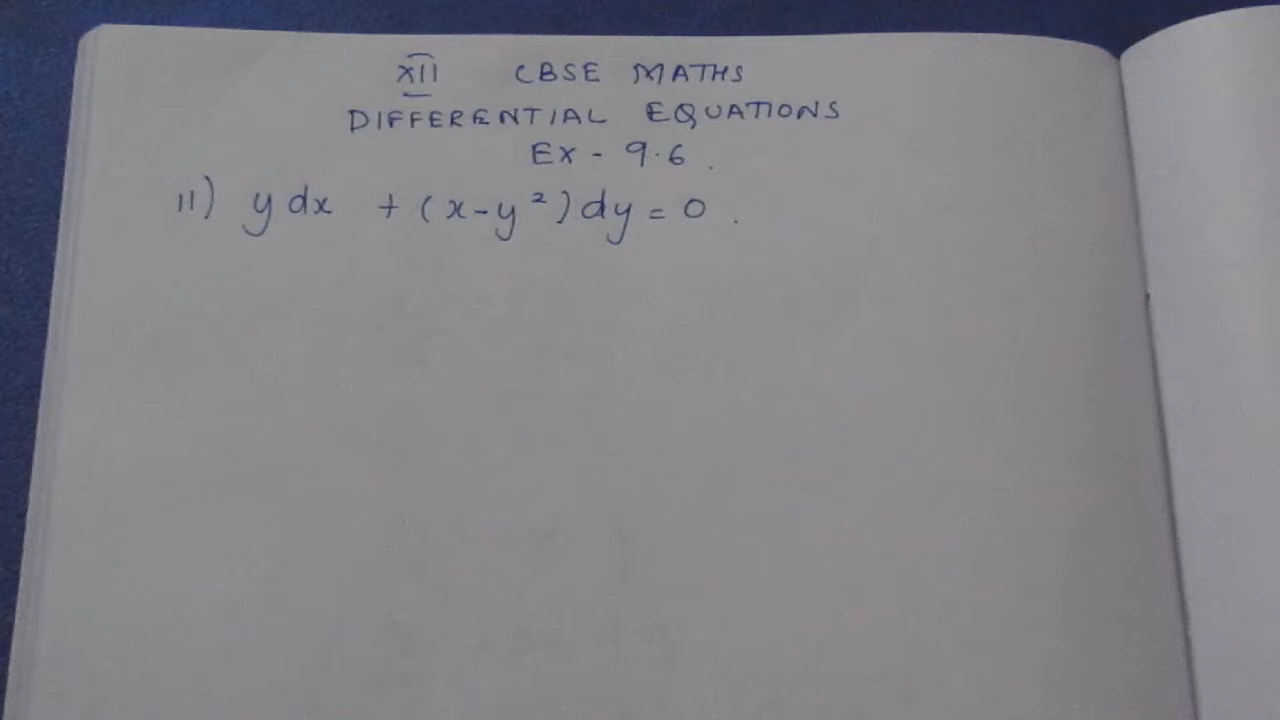 XII CBSE MATHS
DIFFERENTIAL EQUATIONS
EX - 9.6.
11) y dx + (x-y²)dy = 0.